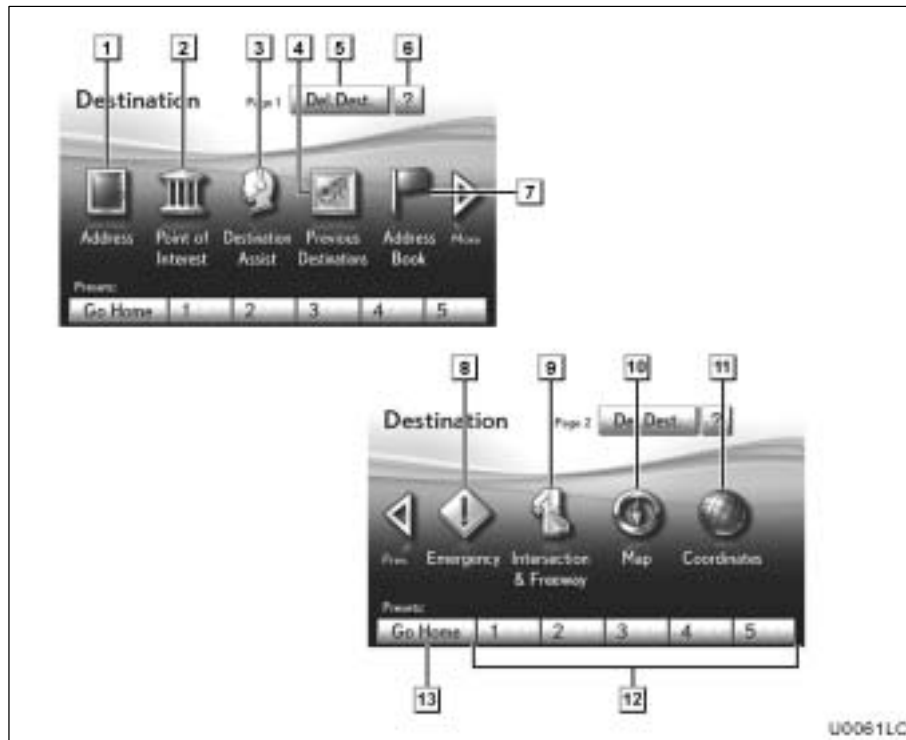 1 2 3 4 5 6
Destination Page 1 Del. Dest. ?
7
Address Point of Interest Destination Assist Previous Destinations Address Book More
Presets:
Go Home 1 2 3 4 5
8 9 10 11
Destination Page 2 Del. Dest. ?
Prev. Emergency Intersection & Freeway Map Coordinates
Presets:
Go Home 1 2 3 4 5
13 12
U0061LC